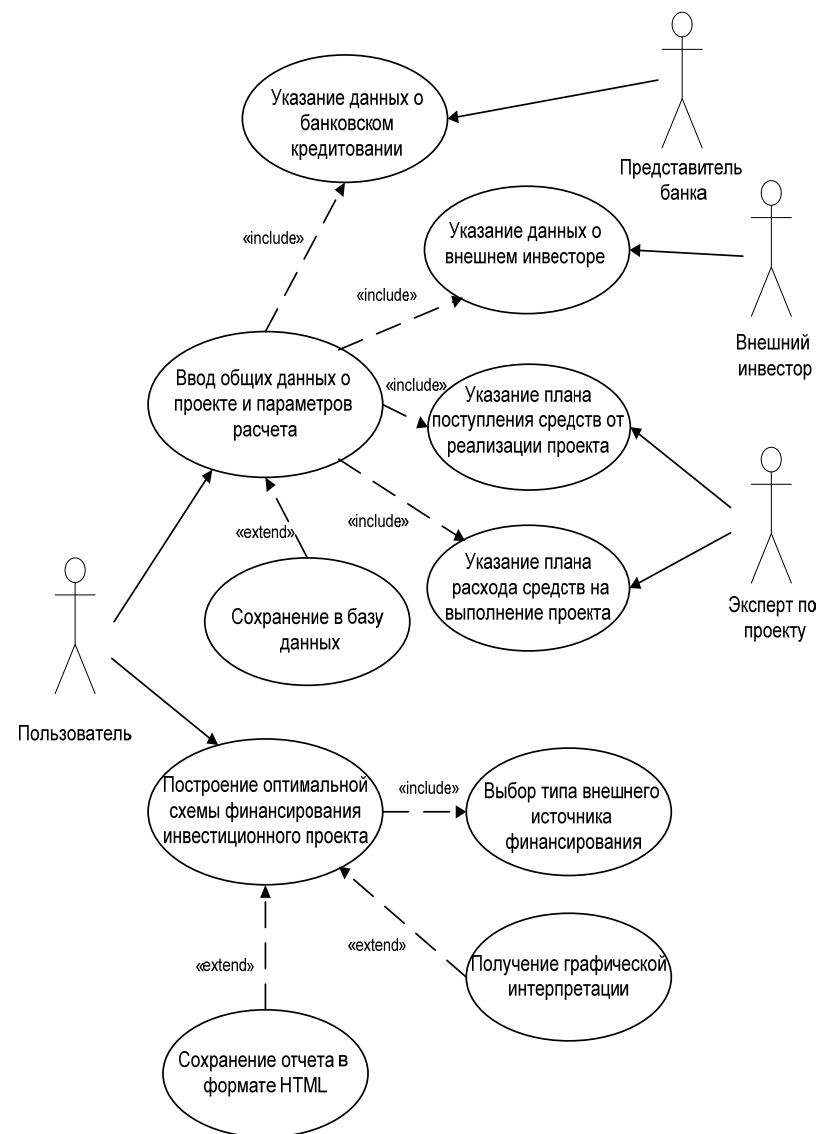 Указание данных о
банковском
кредитовании
Представитель
банка
«include»
Указание данных о
внешнем инвесторе
«include»
Внешний
инвестор
Ввод общих данных о
проекте и параметров
расчета
«include»
Указание плана
поступления средств от
реализации проекта
«include»
«extend»
Указание плана
расхода средств на
выполнение проекта
Эксперт по
проекту
Сохранение в базу
данных
Пользователь
Построение оптимальной
схемы финансирования
инвестиционного проекта
«include»
Выбор типа внешнего
источника
финансирования
«extend»
«extend»
Получение графической
интерпретации
Сохранение отчета в
формате HTML